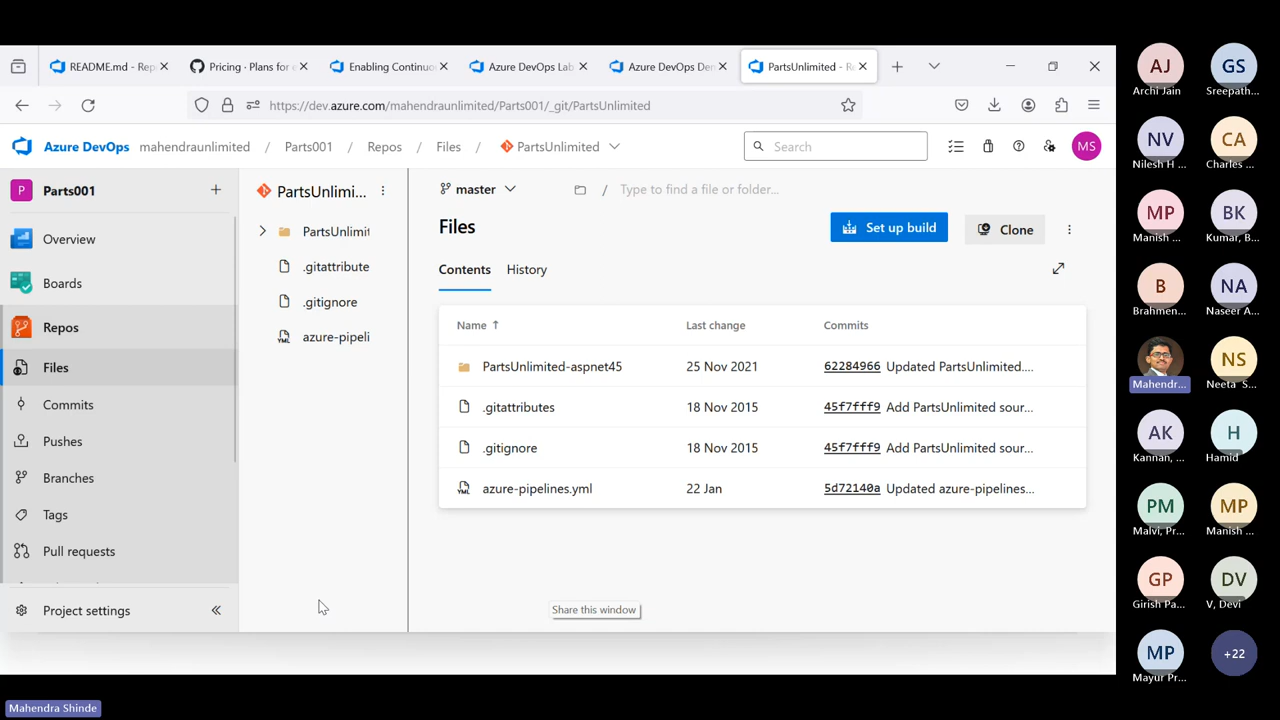 README.md - Rep
Pricing · Plans for e
Enabling Continuo
Azure DevOps Lab
Azure DevOps Den
PartsUnlimited - R
https://dev.azure.com/mahendraunlimited/Parts001/_git/PartsUnlimited
Azure DevOps mahendraunlimited / Parts001 / Repos / Files / PartsUnlimited
Search
MS
P Parts001
Overview
Boards
Repos
Files
Commits
Pushes
Branches
Tags
Pull requests
Project settings
PartsUnlimi...
PartsUnlimit
.gitattribute
.gitignore
azure-pipeli
master / Type to find a file or folder...
Files
Set up build
Clone
Contents History
Name ↑ Last change Commits
PartsUnlimited-aspnet45 25 Nov 2021 62284966 Updated PartsUnlimited....
.gitattributes 18 Nov 2015 45f7fff9 Add PartsUnlimited sour...
.gitignore 18 Nov 2015 45f7fff9 Add PartsUnlimited sour...
azure-pipelines.yml 22 Jan 5d72140a Updated azure-pipelines...
Share this window
AJ GS
Archi Jain Sreepath...
NV CA
Nilesh H ... Charles ...
MP BK
Manish ... Kumar, B...
B NA
Brahmen... Naseer A...
NS
Mahendr... Neeta S...
AK H
Kannan, ... Hamid
PM MP
Malvi, Pr... Manish ...
GP DV
Girish Pa... V, Devi
MP +22
Mayur Pr...
Mahendra Shinde